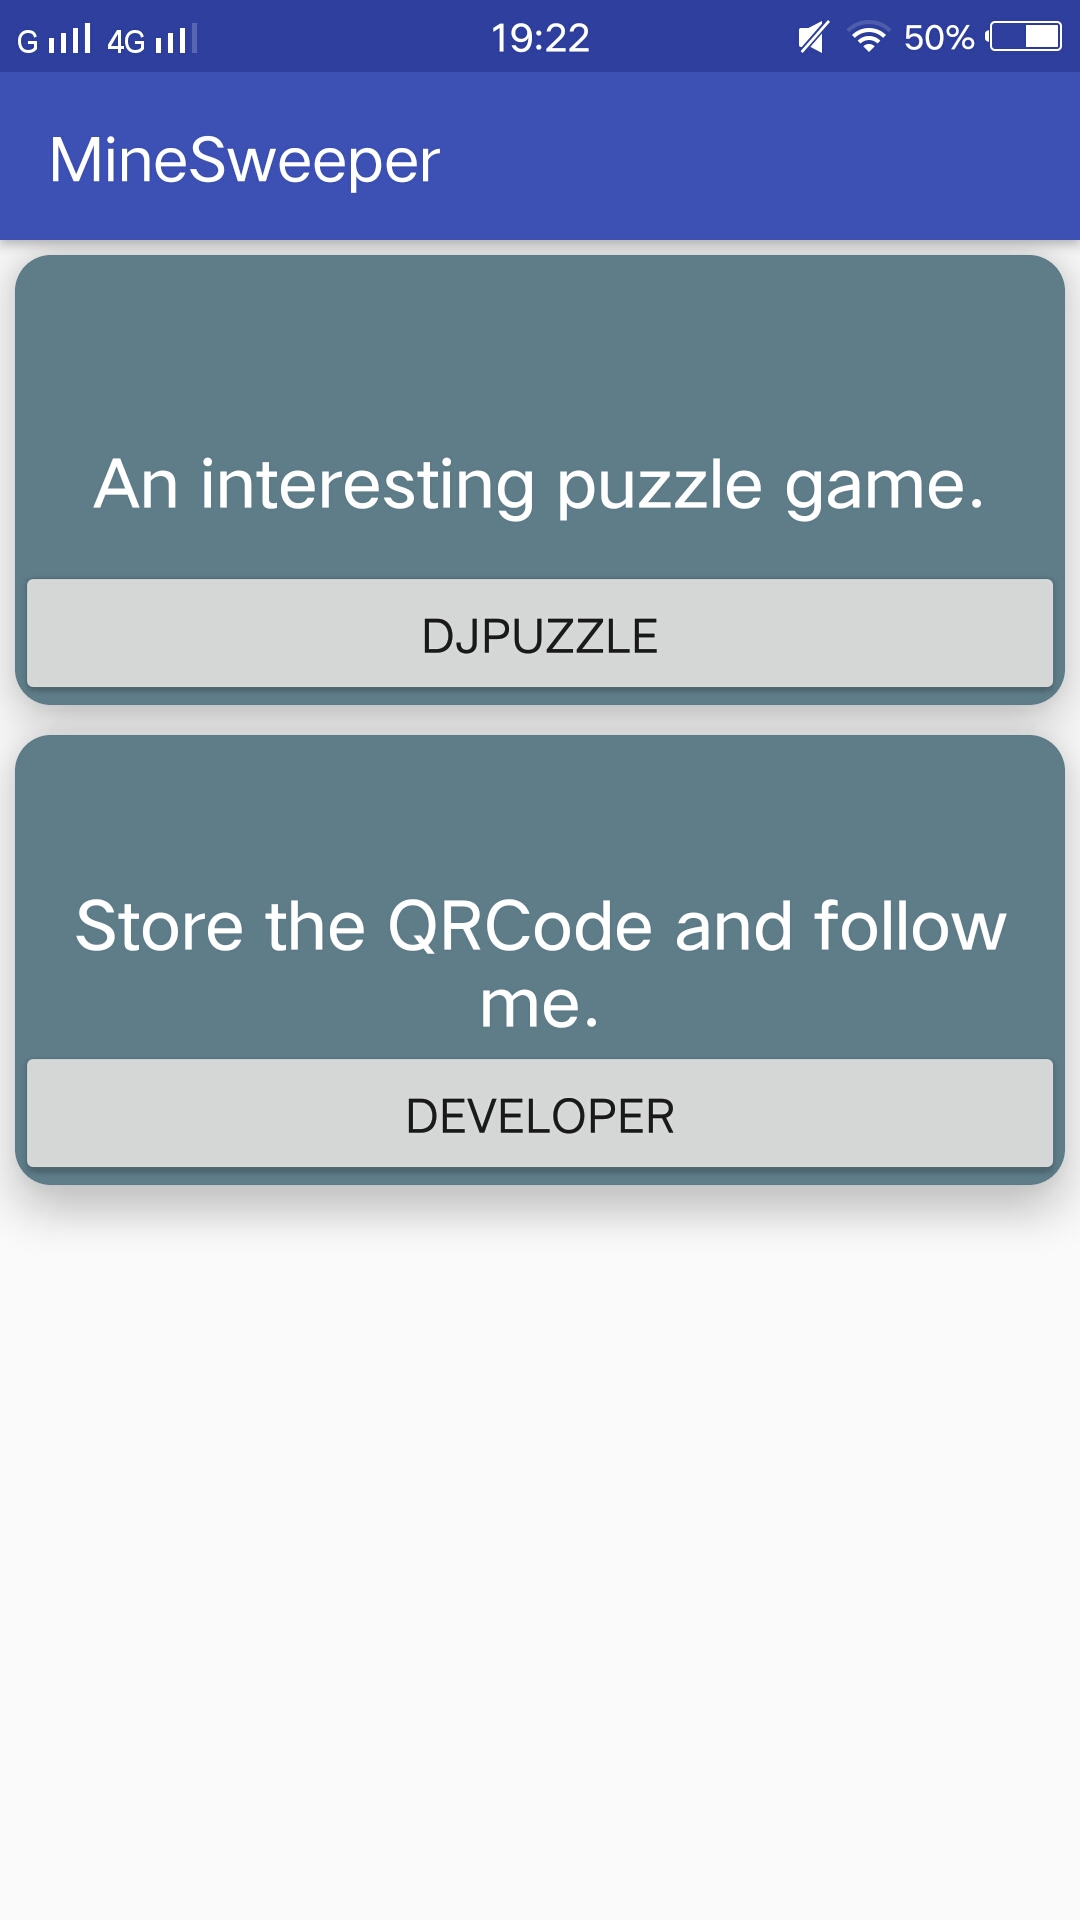 G 4G 19:22 50%
MineSweeper
An interesting puzzle game.
DJPUZZLE
Store the QRCode and follow
me.
DEVELOPER